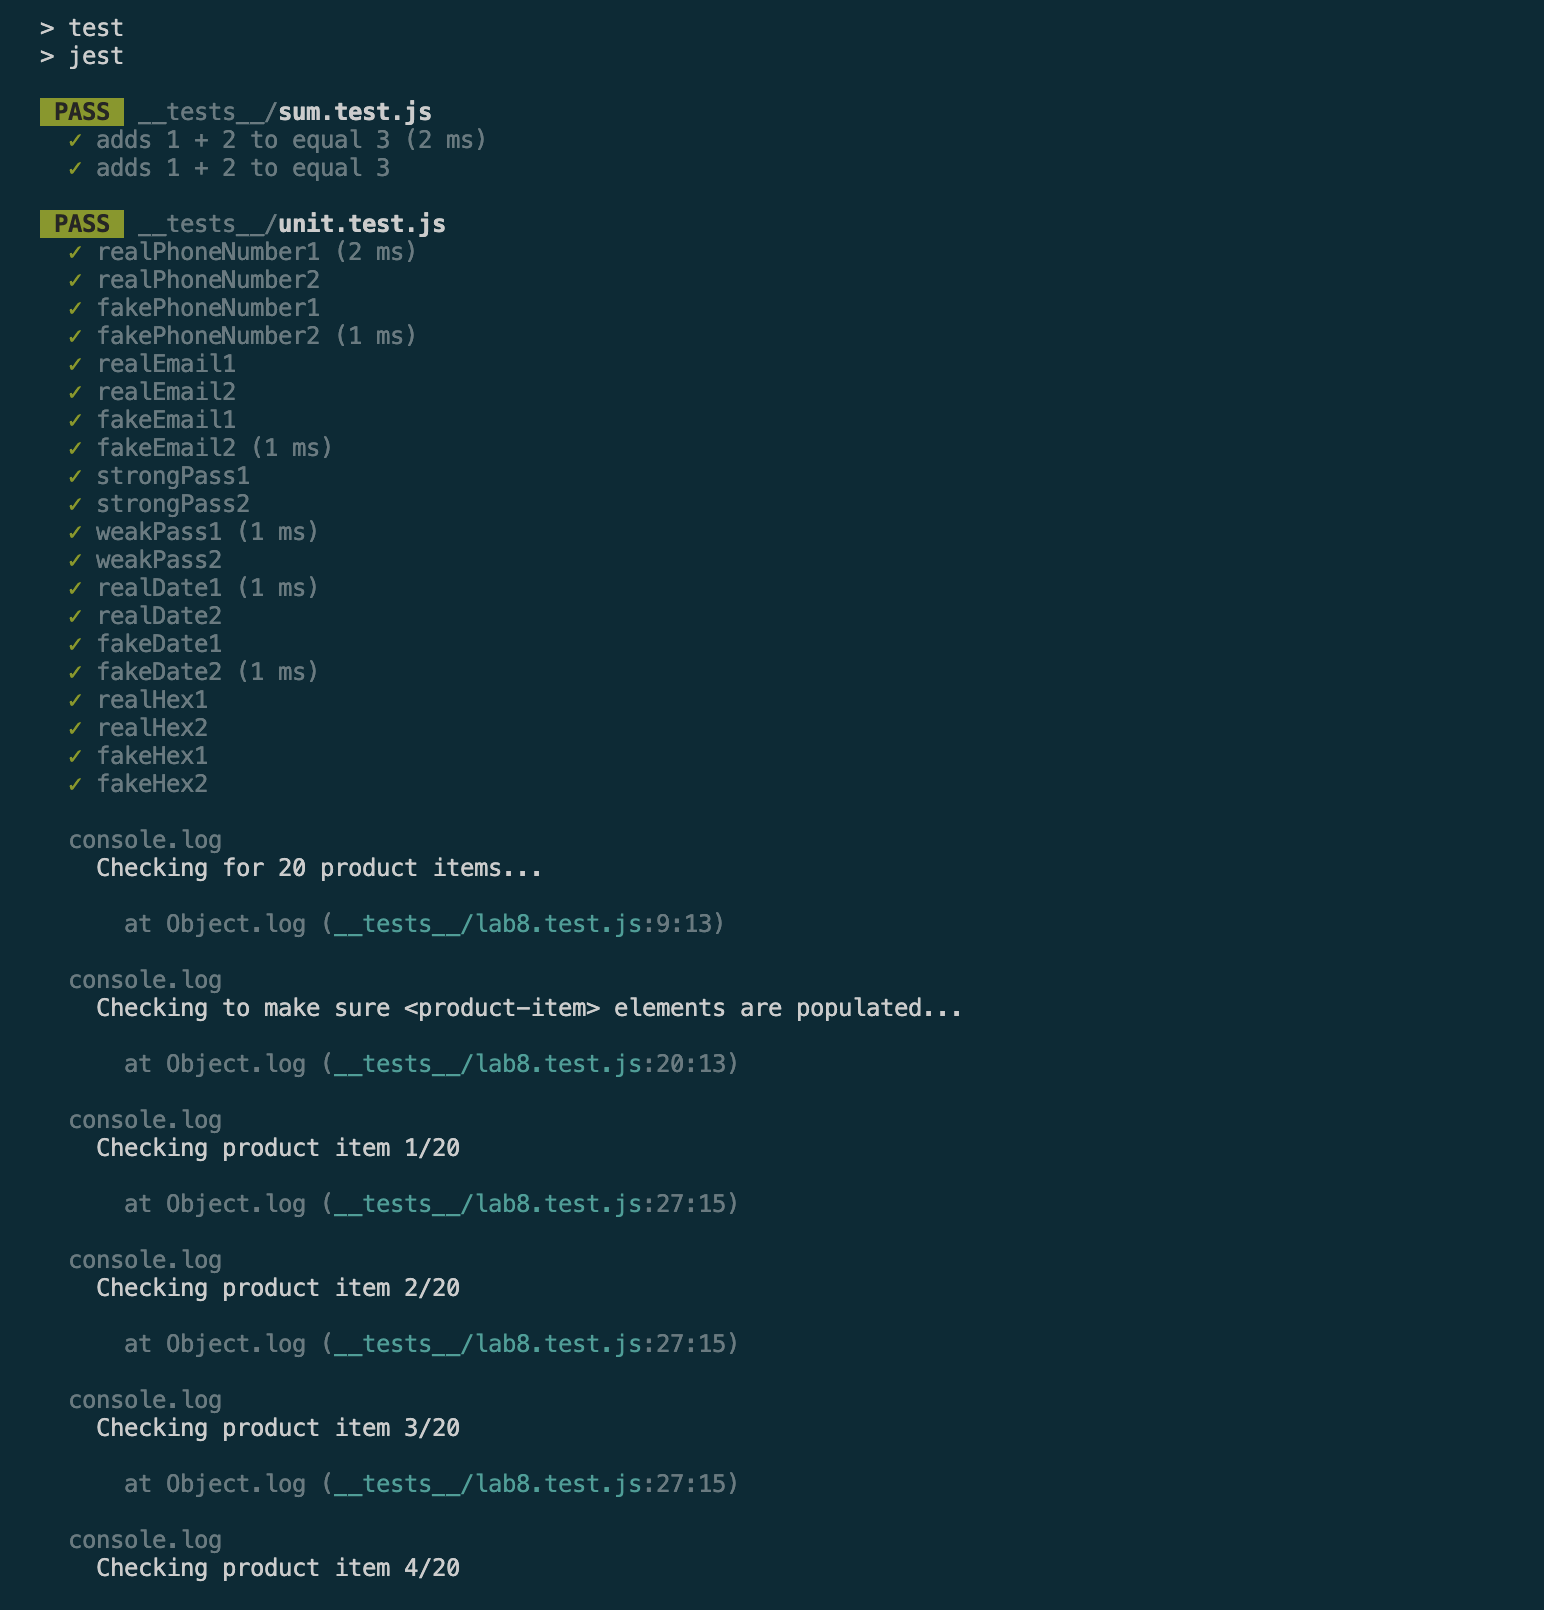 > test
> jest
PASS __tests__/sum.test.js
✓ adds 1 + 2 to equal 3 (2 ms)
✓ adds 1 + 2 to equal 3
PASS __tests__/unit.test.js
✓ realPhoneNumber1 (2 ms)
✓ realPhoneNumber2
✓ fakePhoneNumber1
✓ fakePhoneNumber2 (1 ms)
✓ realEmail1
✓ realEmail2
✓ fakeEmail1
✓ fakeEmail2 (1 ms)
✓ strongPass1
✓ strongPass2
✓ weakPass1 (1 ms)
✓ weakPass2
✓ realDate1 (1 ms)
✓ realDate2
✓ fakeDate1
✓ fakeDate2 (1 ms)
✓ realHex1
✓ realHex2
✓ fakeHex1
✓ fakeHex2
console.log
Checking for 20 product items...
at Object.log (__tests__/lab8.test.js:9:13)
console.log
Checking to make sure <product-item> elements are populated...
at Object.log (__tests__/lab8.test.js:20:13)
console.log
Checking product item 1/20
at Object.log (__tests__/lab8.test.js:27:15)
console.log
Checking product item 2/20
at Object.log (__tests__/lab8.test.js:27:15)
console.log
Checking product item 3/20
at Object.log (__tests__/lab8.test.js:27:15)
console.log
Checking product item 4/20